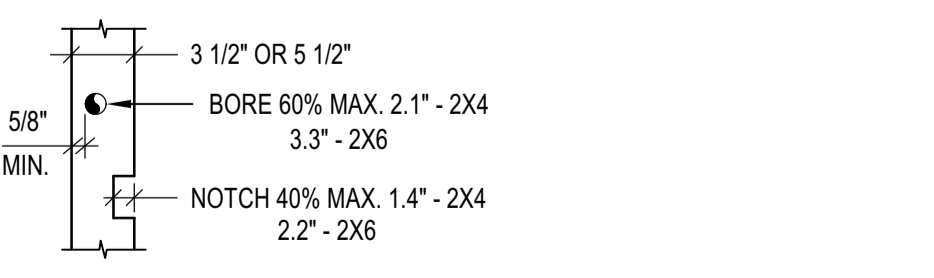 3 1/2" OR 5 1/2"
BORE 60% MAX. 2.1" - 2X4
3.3" - 2X6
5/8"
MIN.
NOTCH 40% MAX. 1.4" - 2X4
2.2" - 2X6